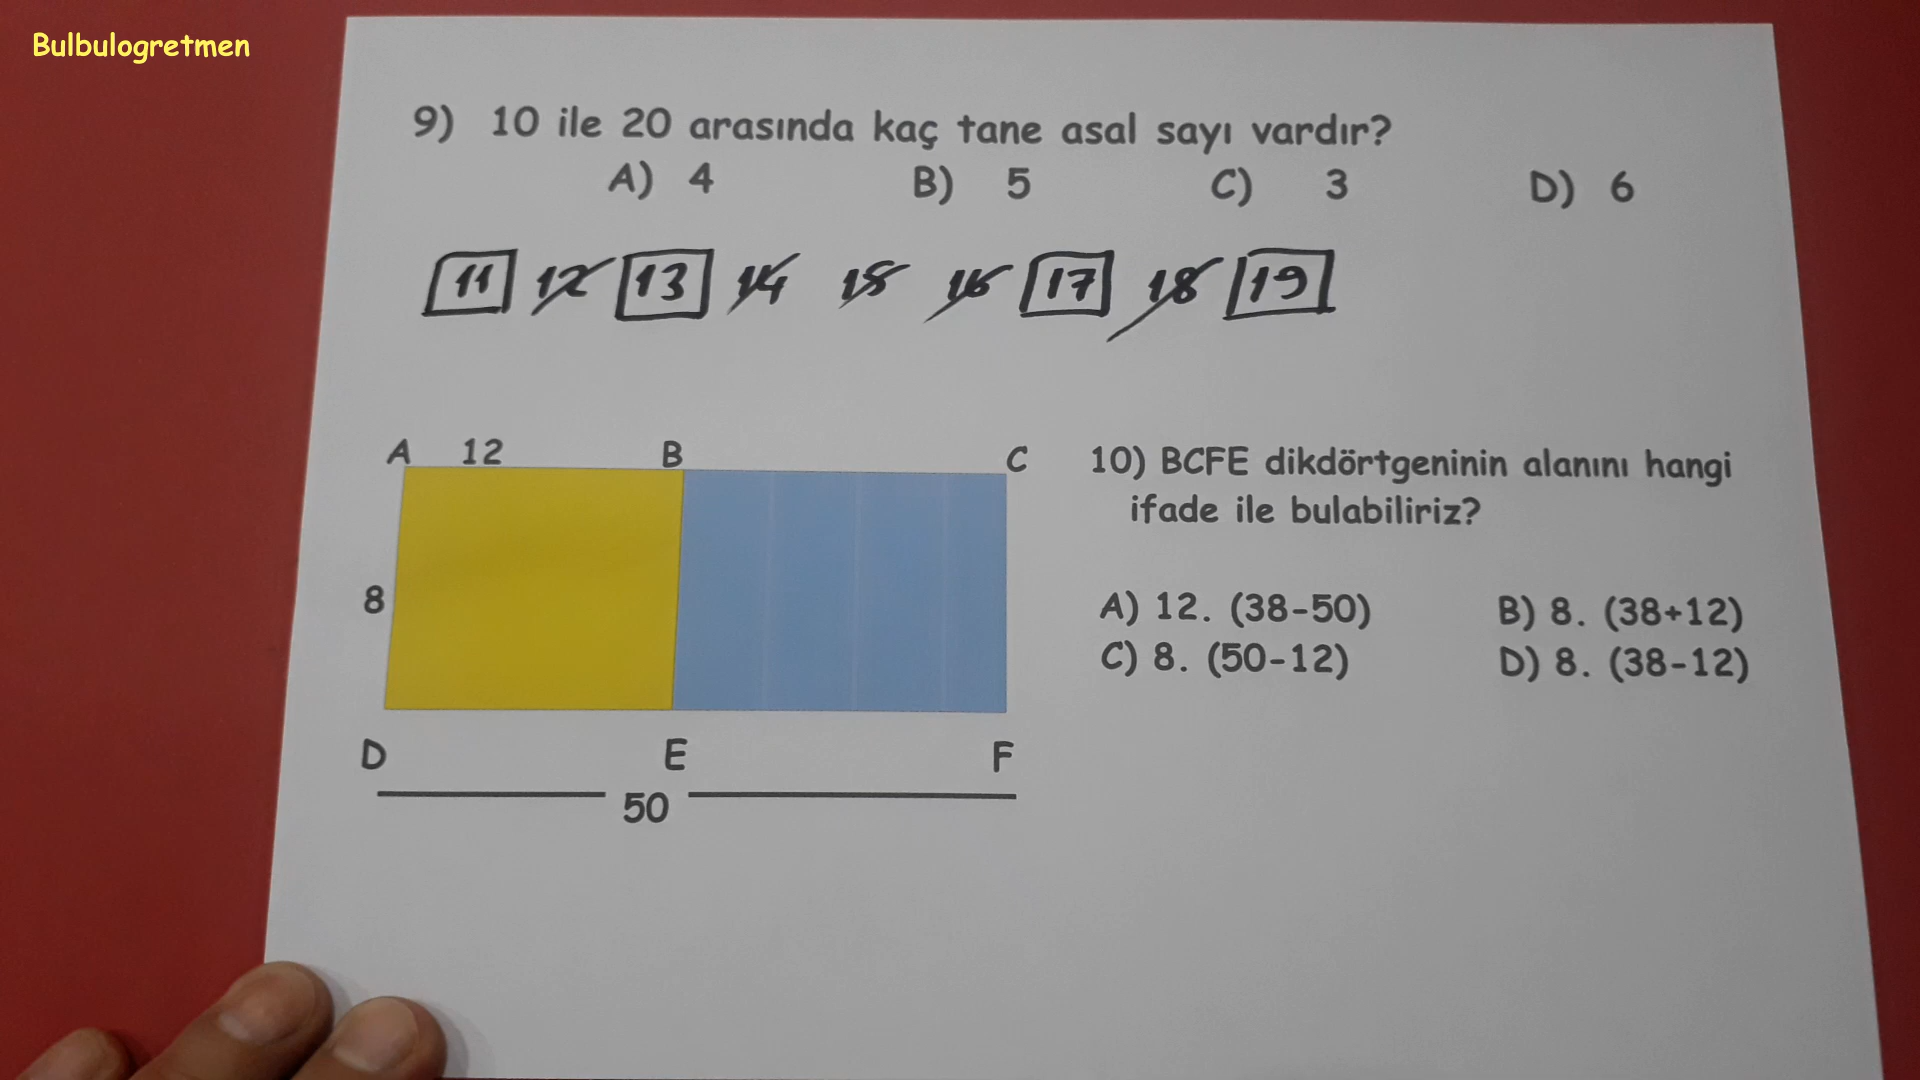 Bulbulogretmen
9) 10 ile 20 arasında kaç tane asal sayı vardır?
A) 4 B) 5 C) 3 D) 6
11 12 13 14 15 16 17 18 19
A 12 B C
8
D E F
50
10) BCFE dikdörtgeninin alanını hangi
ifade ile bulabiliriz?
A) 12. (38-50) B) 8. (38+12)
C) 8. (50-12) D) 8. (38-12)